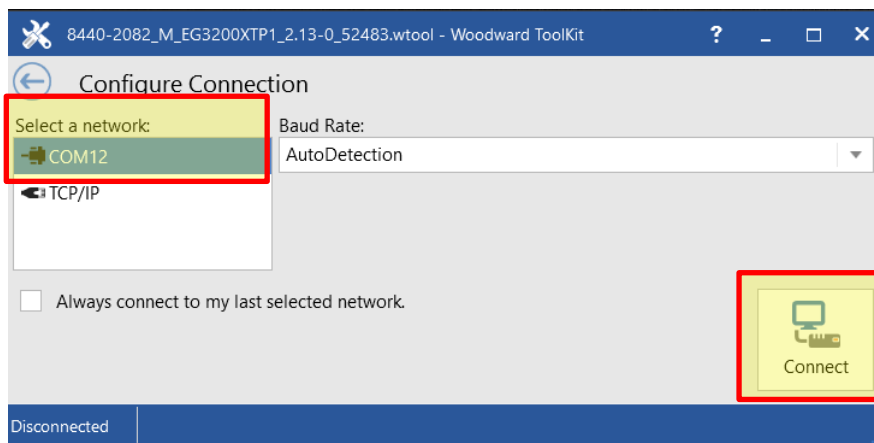 8440-2082_M_EG3200XTP1_2.13-0_52483.wtool - Woodward ToolKit ?
Configure Connection
Select a network: Baud Rate:
COM12 AutoDetection
TCP/IP
Always connect to my last selected network.
Connect
Disconnected